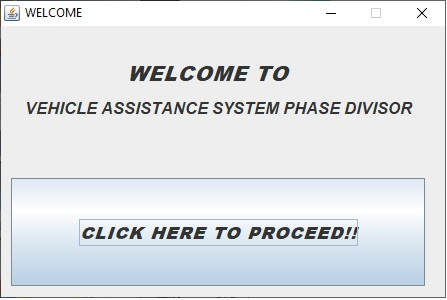 WELCOME
WELCOME TO
VEHICLE ASSISTANCE SYSTEM PHASE DIVISOR
CLICK HERE TO PROCEED!!